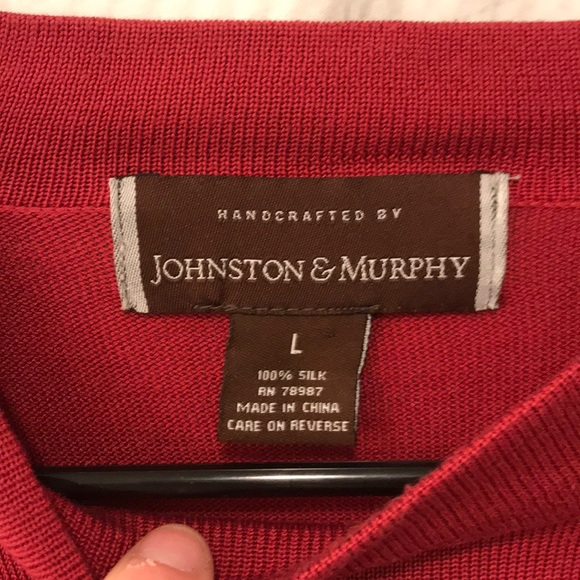 HANDCRAFTED BY
JOHNSTON & MURPHY
L
100% SILK
RN 78987
MADE IN CHINA
CARE ON REVERSE